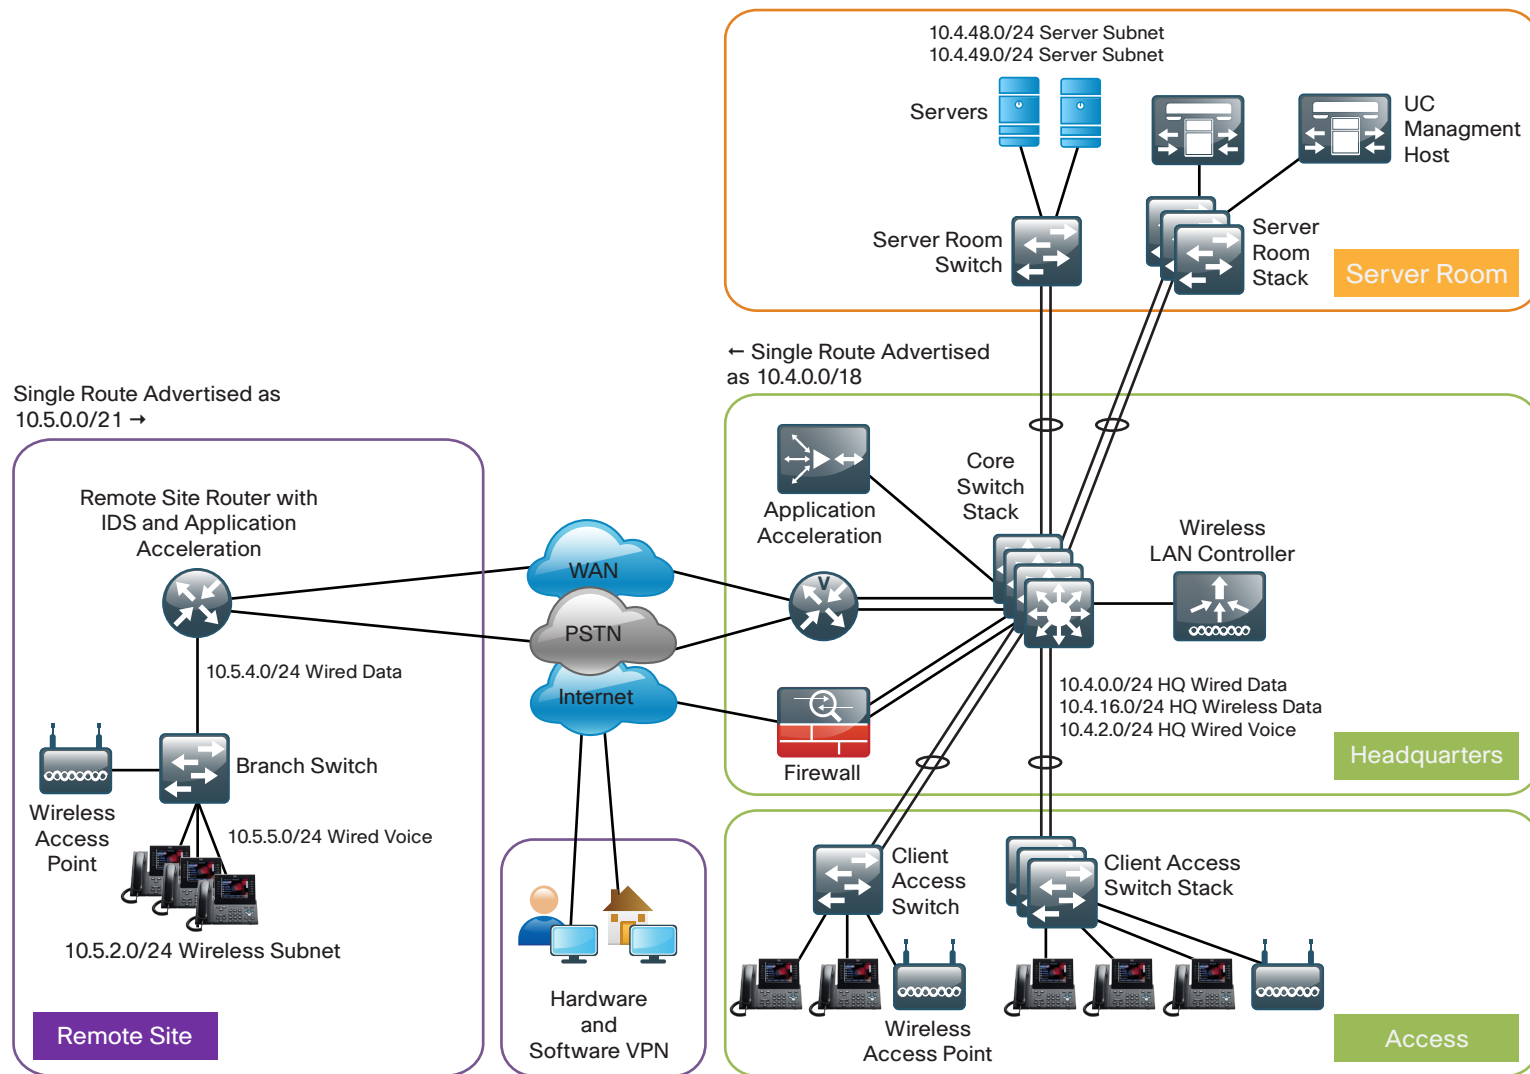 10.4.48.0/24 Server Subnet
10.4.49.0/24 Server Subnet
Servers
UC
Managment
Host
Server Room
Switch
Server
Room
Stack
Server Room
← Single Route Advertised
as 10.4.0.0/18
Single Route Advertised as
10.5.0.0/21 →
Remote Site Router with
IDS and Application
Acceleration
10.5.4.0/24 Wired Data
Branch Switch
Wireless
Access
Point
10.5.5.0/24 Wired Voice
10.5.2.0/24 Wireless Subnet
Remote Site
WAN
PSTN
Internet
Hardware
and
Software VPN
Application
Acceleration
Core
Switch
Stack
Wireless
LAN Controller
V
Firewall
10.4.0.0/24 HQ Wired Data
10.4.16.0/24 HQ Wireless Data
10.4.2.0/24 HQ Wired Voice
Headquarters
Client
Access
Switch
Client Access
Switch Stack
Wireless
Access Point
Access